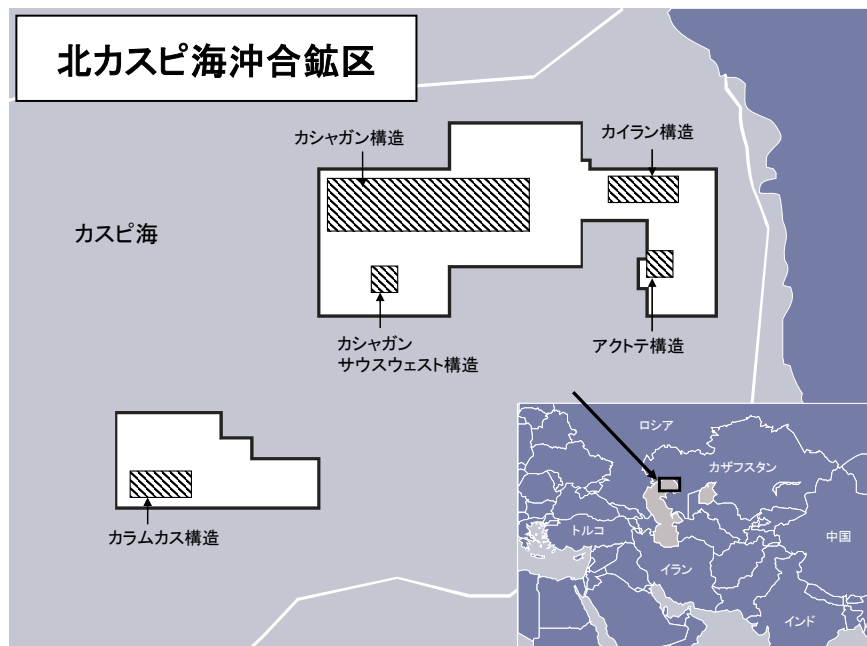 北カスピ海沖合鉱区
カシャガン構造
カイラン構造
カスピ海
カシャガン
サウスウェスト構造
アクトテ構造
カラムカス構造
ロシア
カザフスタン
トルコ
中国
イラン
インド